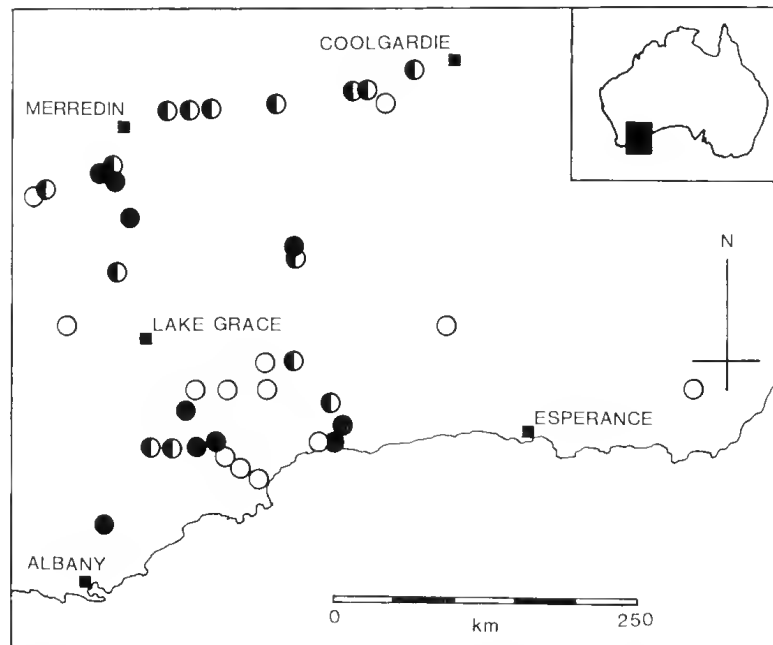 COOLGARDIE
MERREDIN
N
LAKE GRACE
ESPERANCE
ALBANY
0 250
km